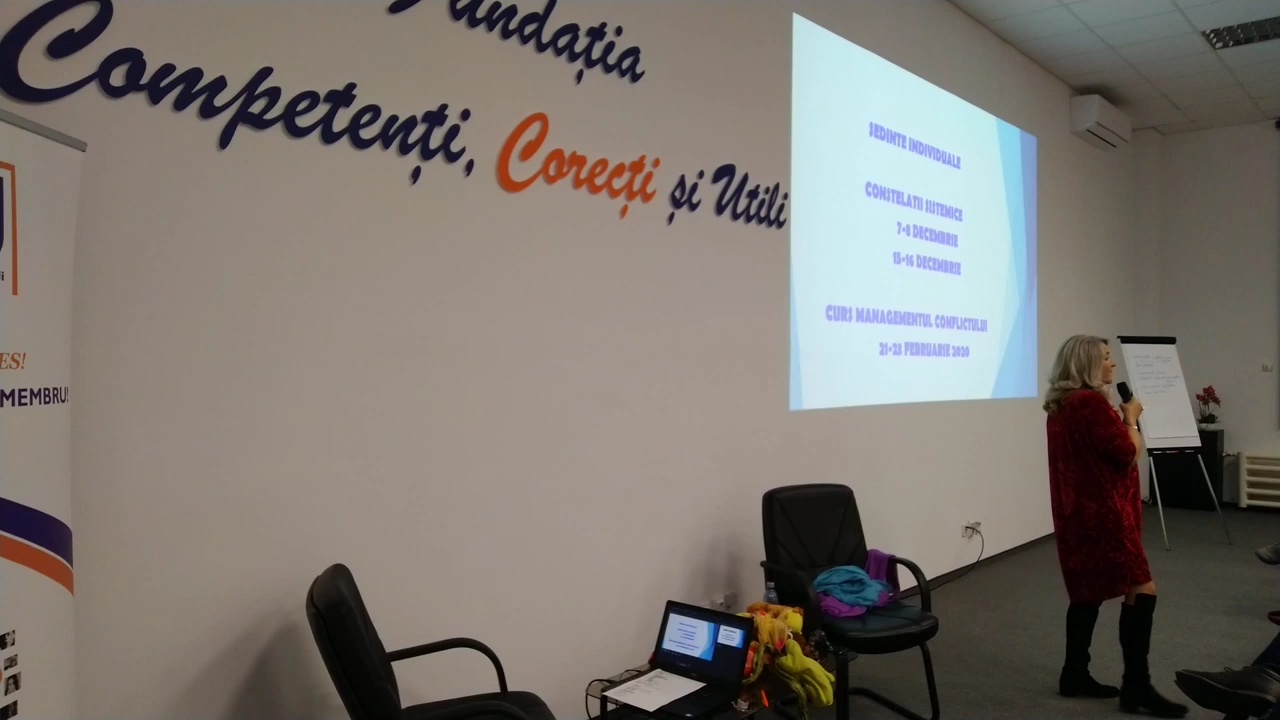 Fundația
Competenți, Corecți și Utili
SEDINTE INDIVIDUALE
CONSTELATII SISTEMICE
7-8 DECEMBRIE
15-16 DECEMBRIE
CURS MANAGEMENTUL CONFLICTULUI
21-23 FEBRUARIE 2020
ES!
MEMBRU!